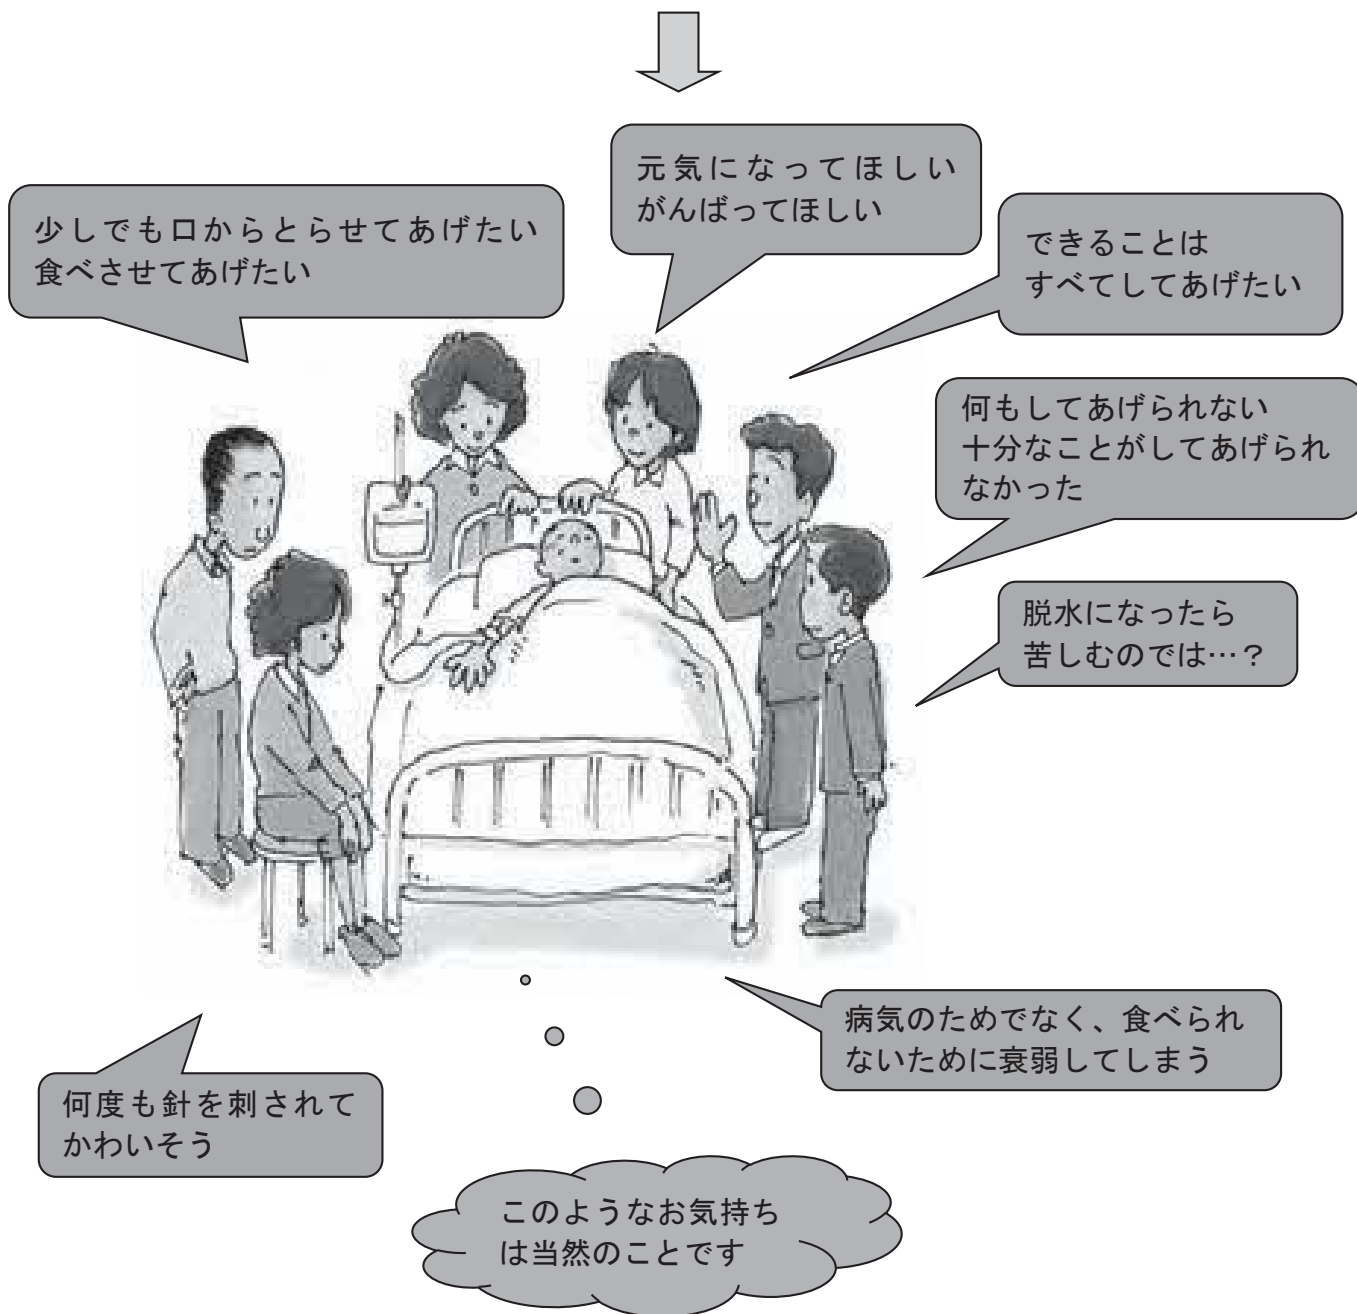 元気になってほしい
がんばってほしい
少しでも口からとらせてあげたい
食べさせてあげたい
できることは
すべてしてあげたい
何もしてあげられない
十分なことがしてあげられ
なかった
脱水になったら
苦しむのでは…？
病気のためでなく、食べられ
ないために衰弱してしまう
何度も針を刺されて
かわいそう
このようなお気持ち
は当然のことです